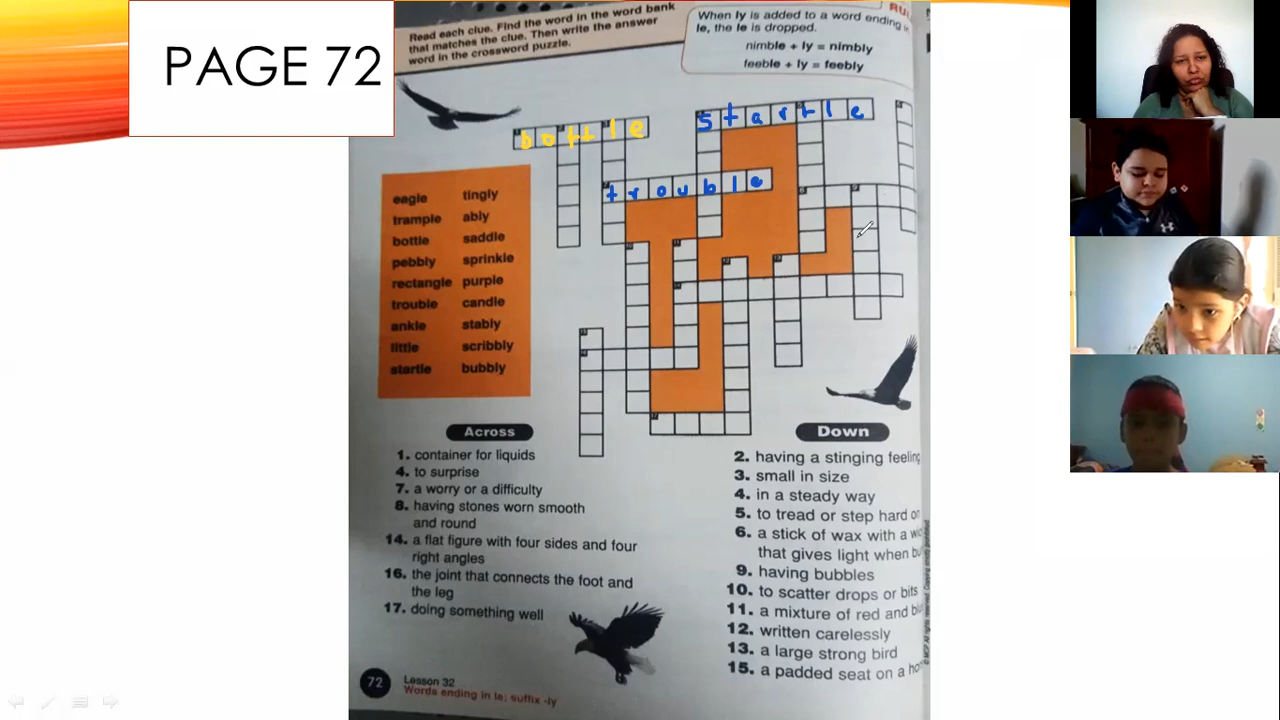 PAGE 72
Read each clue. Find the word in the word bank
that matches the clue. Then write the answer
word in the crossword puzzle.
When ly is added to a word ending in
le, the le is dropped.
nimble + ly = nimbly
feeble + ly = feebly
bottle
startle
trouble
eagle tingly
trample ably
bottle saddle
pebbly sprinkle
rectangle purple
trouble candle
ankle stably
little scribbly
startle bubbly
Across
1. container for liquids
4. to surprise
7. a worry or a difficulty
8. having stones worn smooth
and round
14. a flat figure with four sides and four
right angles
16. the joint that connects the foot and
the leg
17. doing something well
Down
2. having a stinging feeling
3. small in size
4. in a steady way
5. to tread or step hard on
6. a stick of wax with a
that gives light when
9. having bubbles
10. to scatter drops or bits
11. a mixture of red and
12. written carelessly
13. a large strong bird
15. a padded seat on a
72
Lesson 32
Words ending in le; suffix -ly